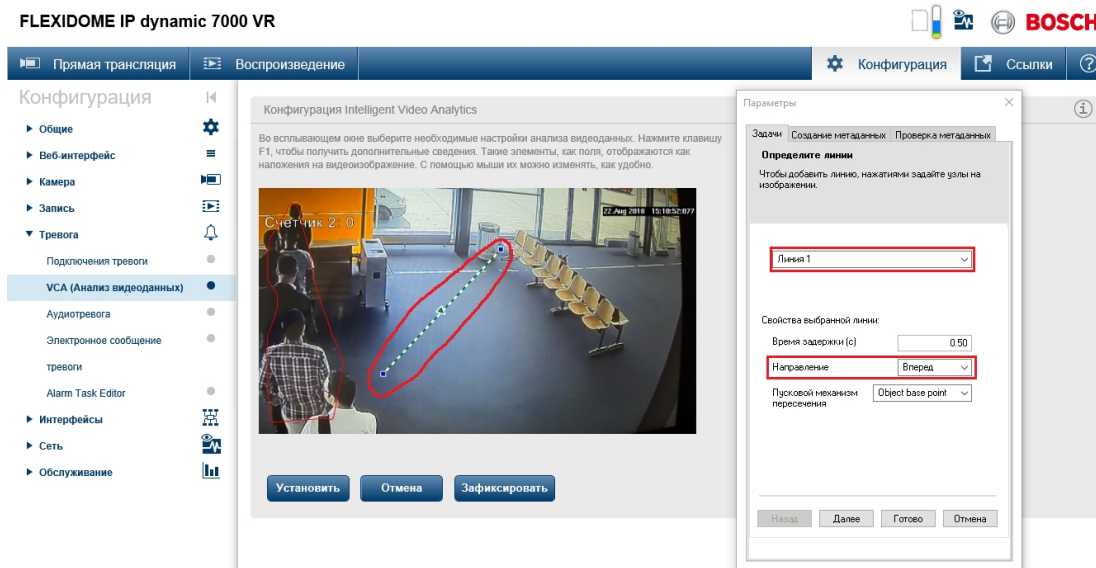 FLEXIDOME IP dynamic 7000 VR
BOSCH
Прямая трансляция
Воспроизведение
Конфигурация
Ссылки
Конфигурация
Общие
Веб-интерфейс
Камера
Запись
Тревога
Подключения тревоги
VCA (Анализ видеоданных)
Аудиотревога
Электронное сообщение
тревоги
Alarm Task Editor
Интерфейсы
Сеть
Обслуживание
Конфигурация Intelligent Video Analytics
Во всплывающем окне выберите необходимые настройки анализа видеоданных. Нажмите клавишу
F1, чтобы получить дополнительные сведения. Такие элементы, как поля, отображаются как
наложения на видеоизображение. С помощью мыши их можно изменять, как удобно.
Счетчик 2: 0
22.Aug 2018 15:10:52:077
Установить
Отмена
Зафиксировать
Параметры
Задачи
Создание метаданных
Проверка метаданных
Определите линии
Чтобы добавить линию, нажатиями задайте узлы на
изображении.
Линия 1
Свойства выбранной линии:
Время задержки (с)
0.50
Направление
Вперед
Пусковой механизм
пересечения
Object base point
Назад
Далее
Готово
Отмена